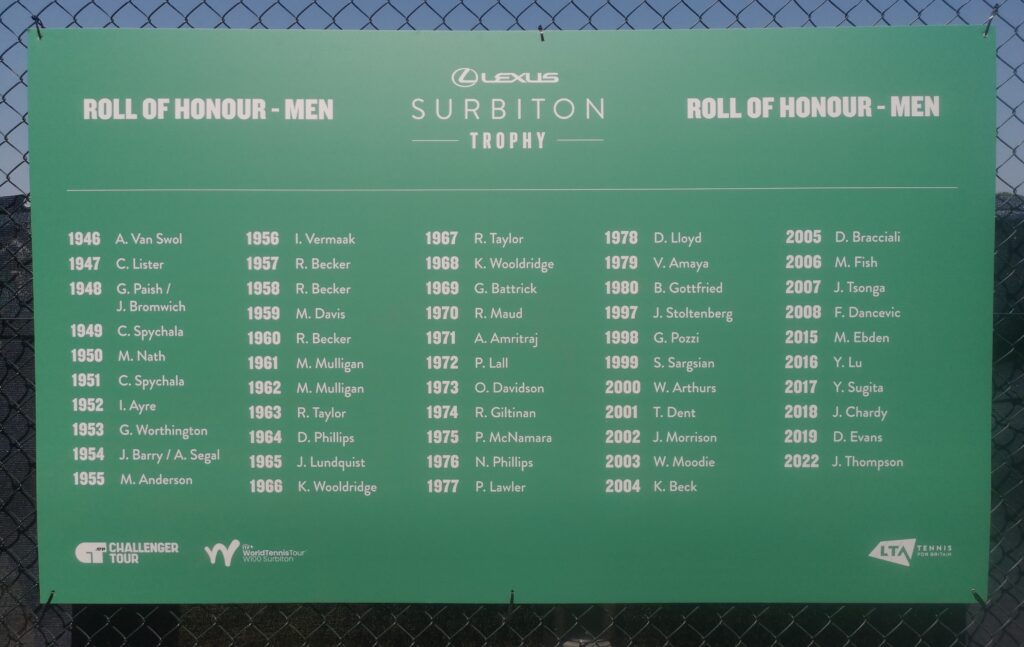 LEXUS
ROLL OF HONOUR - MEN
SURBITON
TROPHY
ROLL OF HONOUR - MEN
1946 A. Van Swol
1947 C. Lister
1948 G. Paish /
J. Bromwich
1949 C. Spychala
1950 M. Nath
1951 C. Spychala
1952 I. Ayre
1953 G. Worthington
1954 J. Barry / A. Segal
1955 M. Anderson
1956 I. Vermaak
1957 R. Becker
1958 R. Becker
1959 M. Davis
1960 R. Becker
1961 M. Mulligan
1962 M. Mulligan
1963 R. Taylor
1964 D. Phillips
1965 J. Lundquist
1966 K. Wooldridge
1967 R. Taylor
1968 K. Wooldridge
1969 G. Battrick
1970 R. Maud
1971 A. Amritraj
1972 P. Lall
1973 O. Davidson
1974 R. Giltinan
1975 P. McNamara
1976 N. Phillips
1977 P. Lawler
1978 D. Lloyd
1979 V. Amaya
1980 B. Gottfried
1997 J. Stoltenberg
1998 G. Pozzi
1999 S. Sargsian
2000 W. Arthurs
2001 T. Dent
2002 J. Morrison
2003 W. Moodie
2004 K. Beck
2005 D. Bracciali
2006 M. Fish
2007 J. Tsonga
2008 F. Dancevic
2015 M. Ebden
2016 Y. Lu
2017 Y. Sugita
2018 J. Chardy
2019 D. Evans
2022 J. Thompson
CHALLENGER
TOUR
WorldTennisTour
W100 Surbiton
LTA TENNIS
FOR BRITAIN